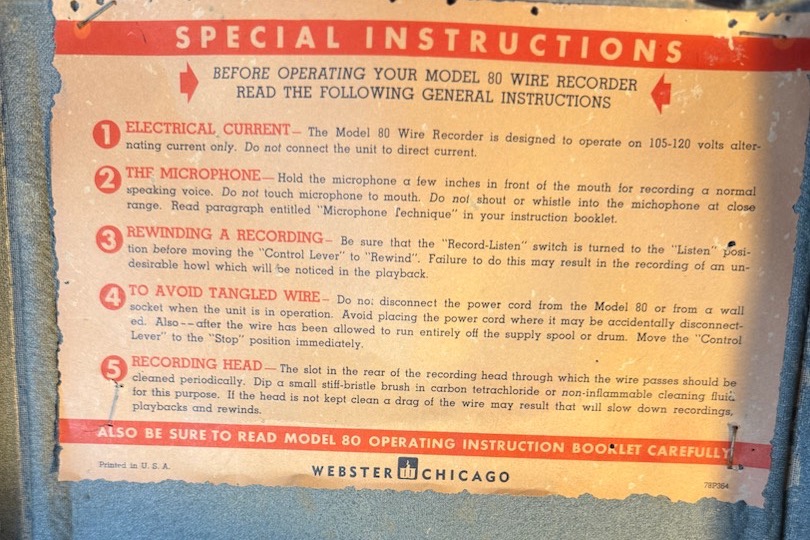 SPECIAL INSTRUCTIONS
BEFORE OPERATING YOUR MODEL 80 WIRE RECORDER
READ THE FOLLOWING GENERAL INSTRUCTIONS
1 ELECTRICAL CURRENT— The Model 80 Wire Recorder is designed to operate on 105-120 volts alter-
nating current only. Do not connect the unit to direct current.
2 THE MICROPHONE— Hold the microphone a few inches in front of the mouth for recording a normal
speaking voice. Do not touch microphone to mouth. Do not shout or whistle into the michophone at close
range. Read paragraph entitled "Microphone Technique" in your instruction booklet.
3 REWINDING A RECORDING— Be sure that the "Record-Listen" switch is turned to the "Listen" posi-
tion before moving the "Control Lever" to "Rewind". Failure to do this may result in the recording of an un-
desirable howl which will be noticed in the playback.
4 TO AVOID TANGLED WIRE— Do not disconnect the power cord from the Model 80 or from a wall
socket when the unit is in operation. Avoid placing the power cord where it may be accidentally disconnect-
ed. Also--after the wire has been allowed to run entirely off the supply spool or drum. Move the "Control
Lever" to the "Stop" position immediately.
5 RECORDING HEAD— The slot in the rear of the recording head through which the wire passes should be
cleaned periodically. Dip a small stiff-bristle brush in carbon tetrachloride or non-inflammable cleaning fluid
for this purpose. If the head is not kept clean a drag of the wire may result that will slow down recordings,
playbacks and rewinds.
ALSO BE SURE TO READ MODEL 80 OPERATING INSTRUCTION BOOKLET CAREFULLY
Printed in U. S. A.
WEBSTER CHICAGO
78P364